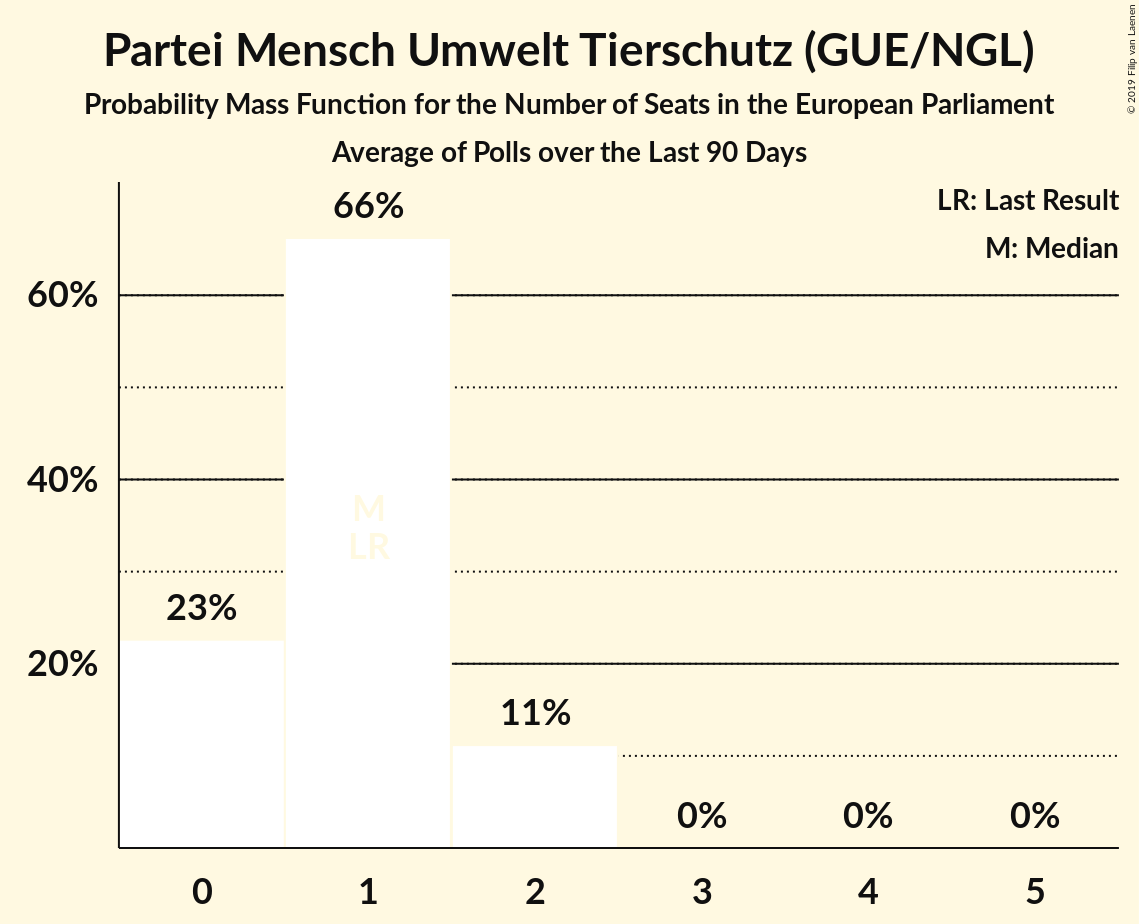 Partei Mensch Umwelt Tierschutz (GUE/NGL)
Probability Mass Function for the Number of Seats in the European Parliament
Average of Polls over the Last 90 Days
© 2019 Filip van Laenen
LR: Last Result
M: Median
66%
60%
40%
M
LR
23%
20%
11%
0% 0% 0%
0 1 2 3 4 5